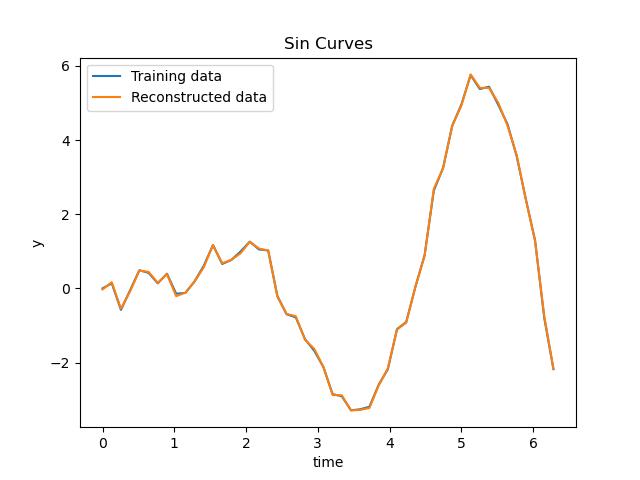 Sin Curves
Training data
Reconstructed data
6
4
2
0
−2
y
0 1 2 3 4 5 6
time